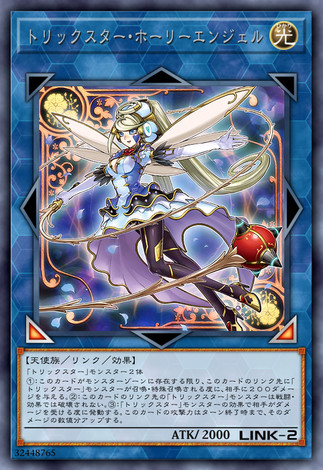 トリックスター・ホーリーエンジェル
光
【天使族／リンク／効果】
「トリックスター」モンスター２体
①：このカードがモンスターゾーンに存在する限り、このカードのリンク先に「
トリックスター」モンスターが召喚・特殊召喚される度に、相手に２００ダメー
ジを与える。②：このカードのリンク先の「トリックスター」モンスターは戦闘・
効果では破壊されない。③：「トリックスター」モンスターの効果で相手がダメ
ージを受ける度に発動する。このカードの攻撃力はターン終了時まで、そのダ
メージの数値分アップする。
ATK/ 2000 LINK-2
32448765